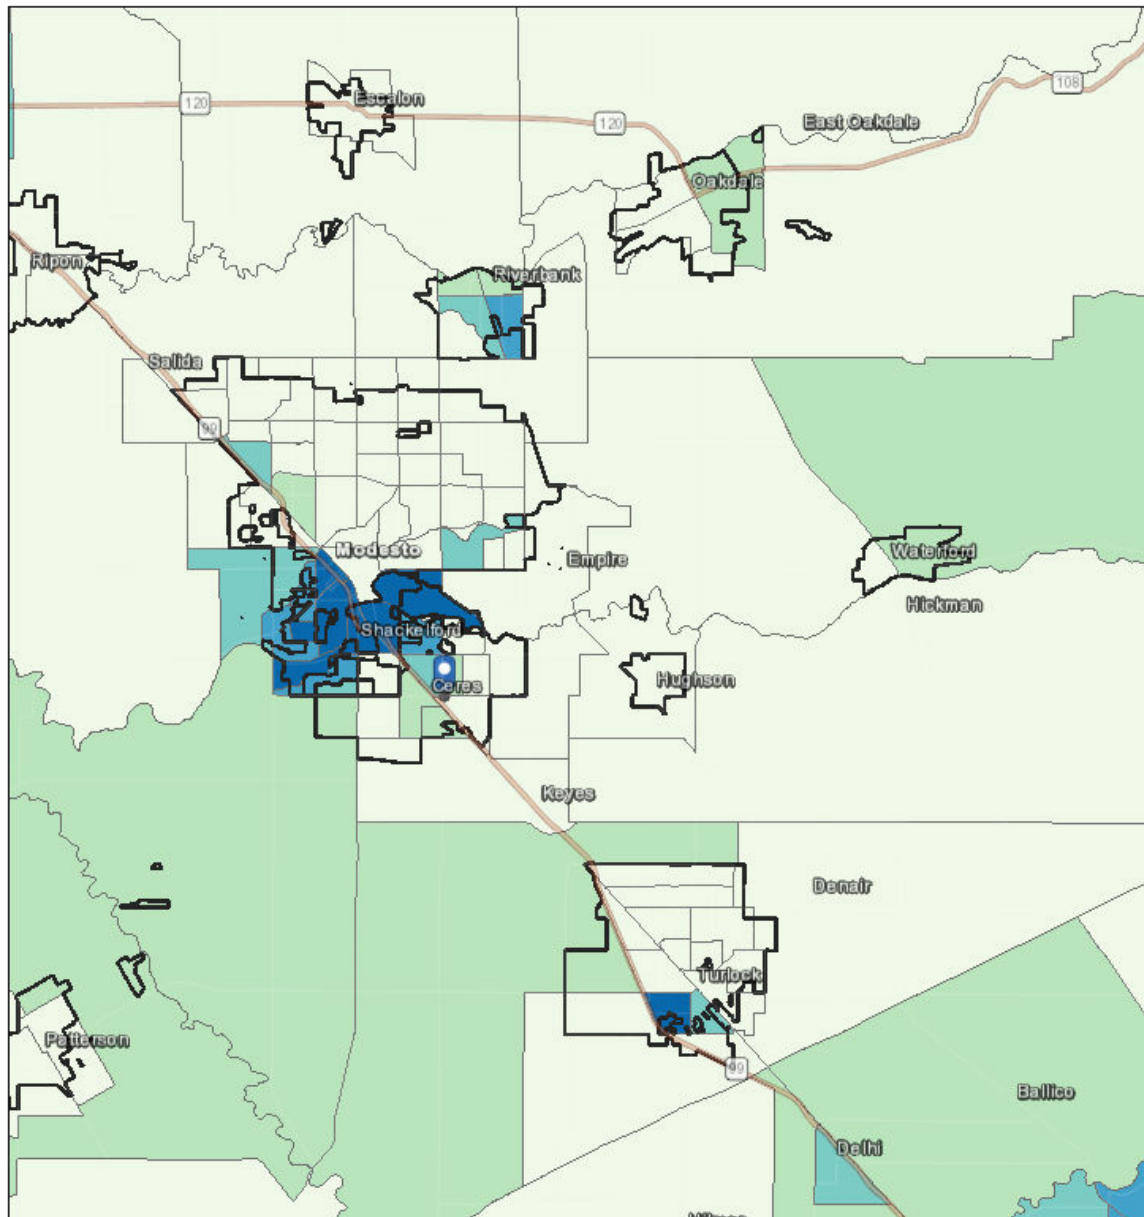 108
120
Escalon
120
East Oakdale
Oakdale
Ripon
Riverbank
Salida
99
Modesto
Empire
Waterford
Hickman
Shackelford
Ceres
Hughson
Keyes
Denair
Turlock
Patterson
99
Ballico
Delhi